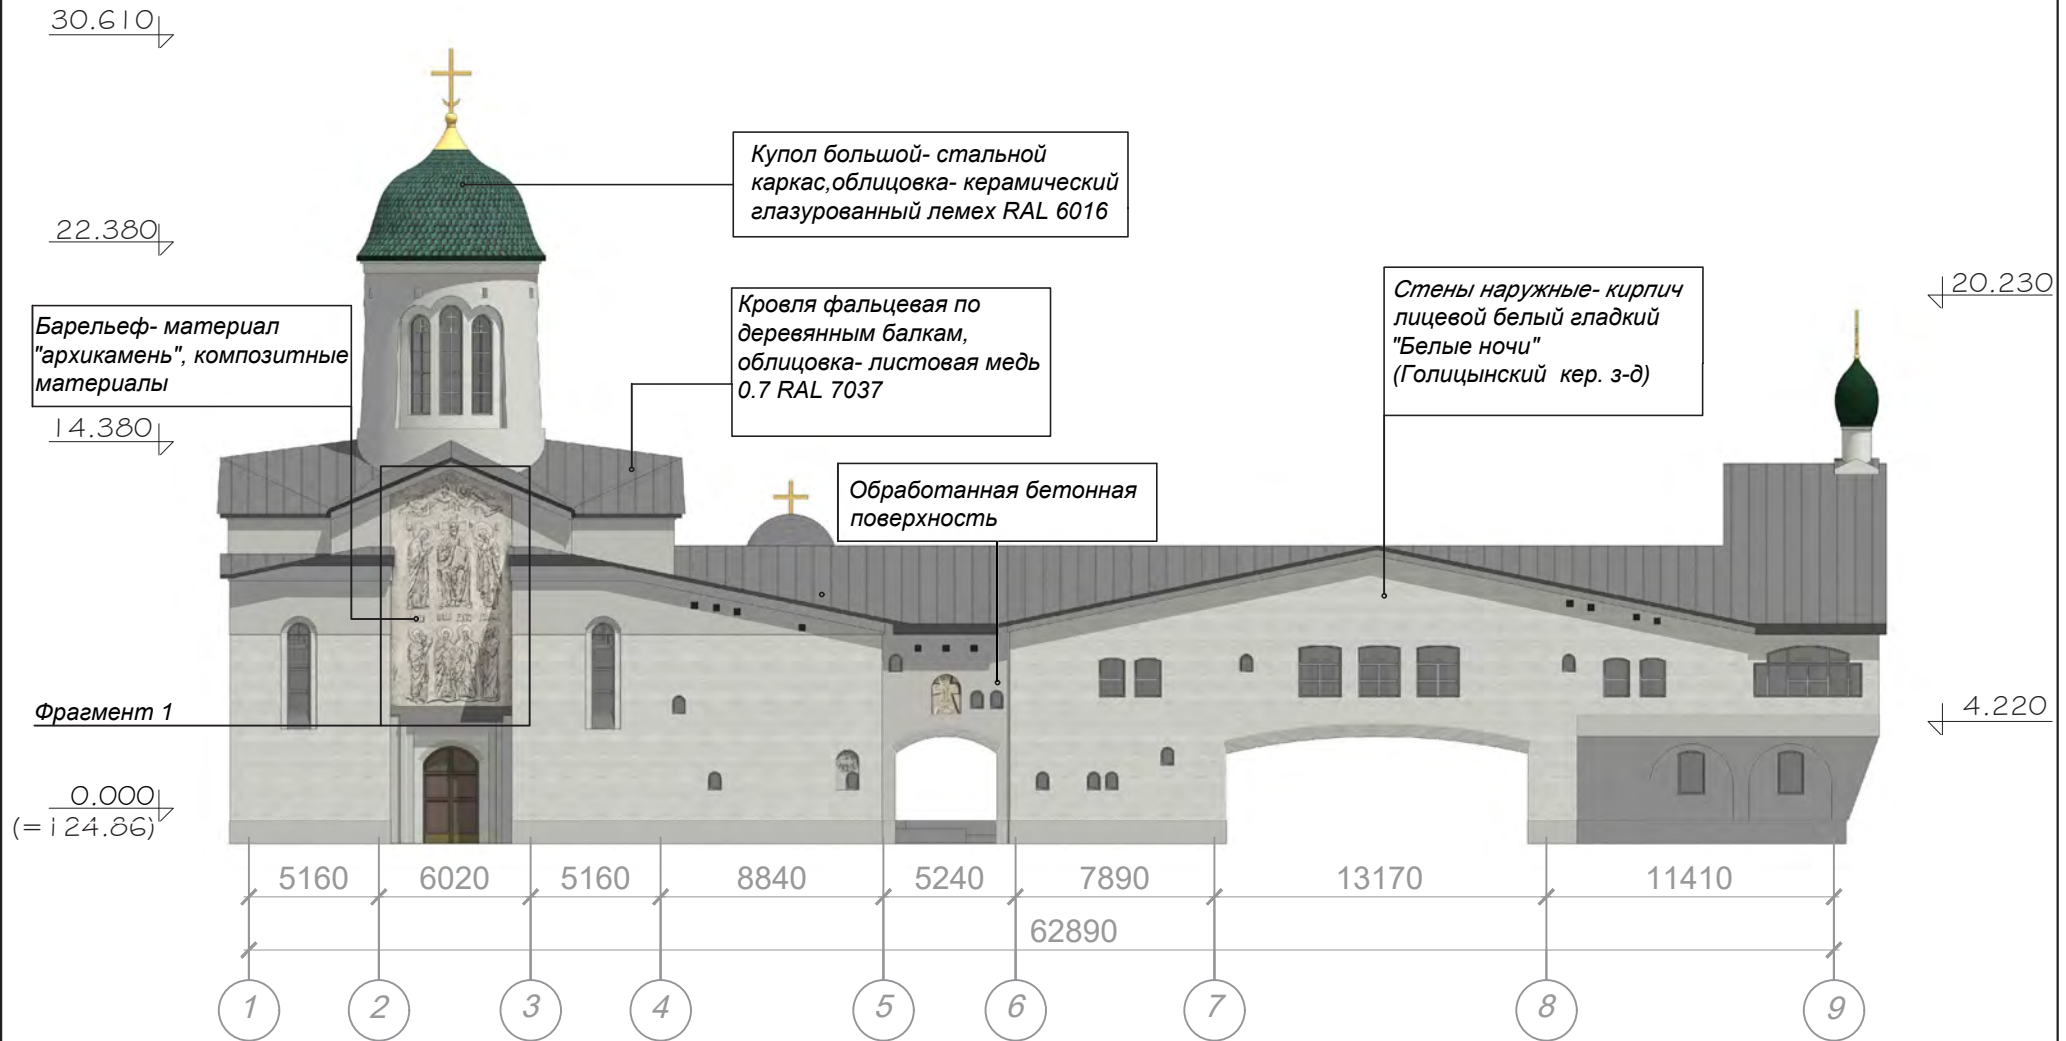 30.610
Купол большой- стальной
каркас,облицовка- керамический
глазурованный лемех RAL 6016
22.380
Кровля фальцевая по
деревянным балкам,
облицовка- листовая медь
0.7 RAL 7037
Стены наружные- кирпич
лицевой белый гладкий
"Белые ночи"
(Голицынский кер. з-д)
20.230
Барельеф- материал
"архикамень", композитные
материалы
14.380
Обработанная бетонная
поверхность
Фрагмент 1
4.220
0.000
(=124.86)
5160 6020 5160 8840 5240 7890 13170 11410
62890
1 2 3 4 5 6 7 8 9